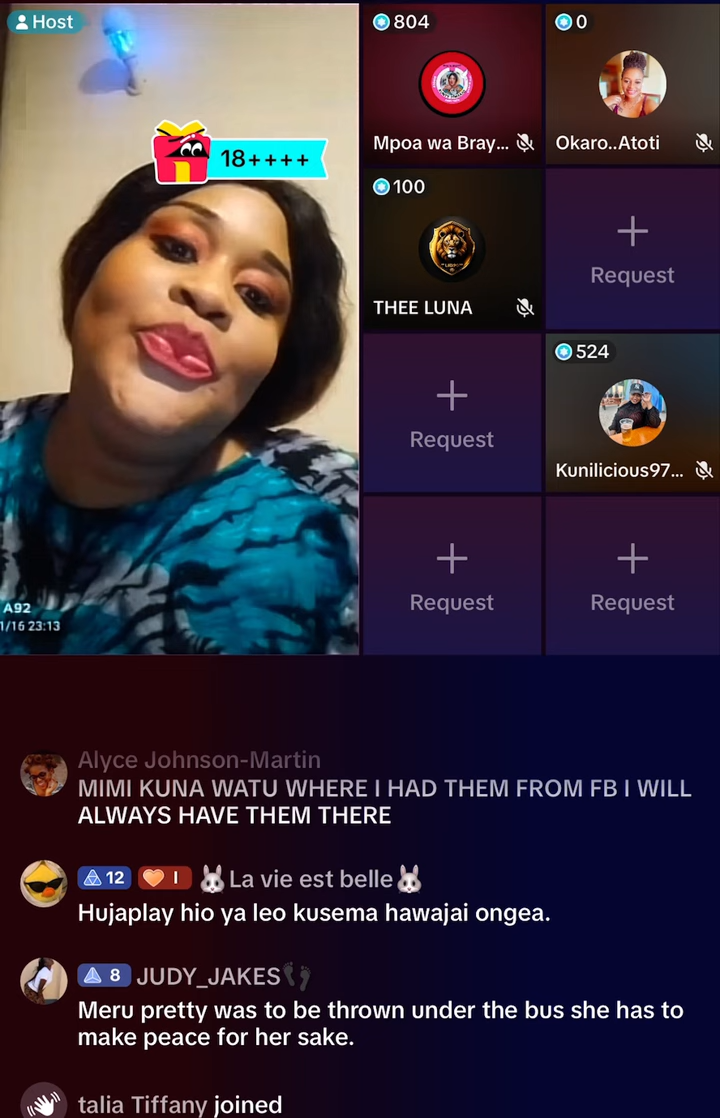 Host
18++++
A92
1/16 23:13
804
Mpoa wa Bray...
0
Okaro..Atoti
100
THEE LUNA
Request
Request
524
Kunilicious97...
Request
Request
Alyce Johnson-Martin
MIMI KUNA WATU WHERE I HAD THEM FROM FB I WILL
ALWAYS HAVE THEM THERE
12 I 🐰La vie est belle🐰
Hujaplay hio ya leo kusema hawajai ongea.
8 JUDY_JAKES👣
Meru pretty was to be thrown under the bus she has to
make peace for her sake.
talia Tiffany joined